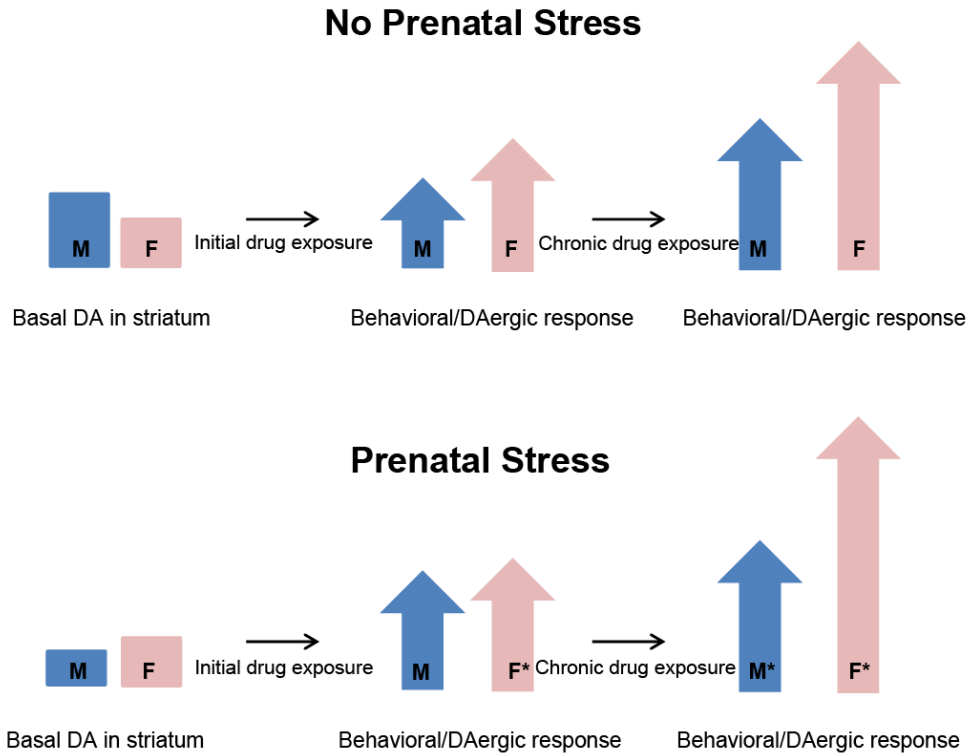 No Prenatal Stress
M F Initial drug exposure M F Chronic drug exposure M F
Basal DA in striatum Behavioral/DAergic response Behavioral/DAergic response
Prenatal Stress
M F Initial drug exposure M F* Chronic drug exposure M* F*
Basal DA in striatum Behavioral/DAergic response Behavioral/DAergic response